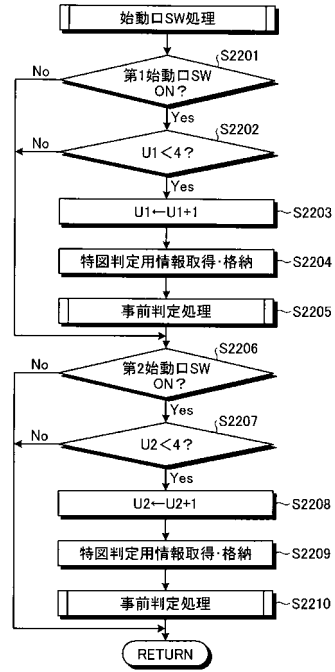 始動口SW処理
S2201
第1始動口SW
ON?
No
Yes
S2202
U1<4?
No
Yes
U1←U1+1
S2203
特図判定用情報取得・格納
S2204
事前判定処理
S2205
S2206
第2始動口SW
ON?
No
Yes
S2207
U2<4?
No
Yes
U2←U2+1
S2208
特図判定用情報取得・格納
S2209
事前判定処理
S2210
RETURN